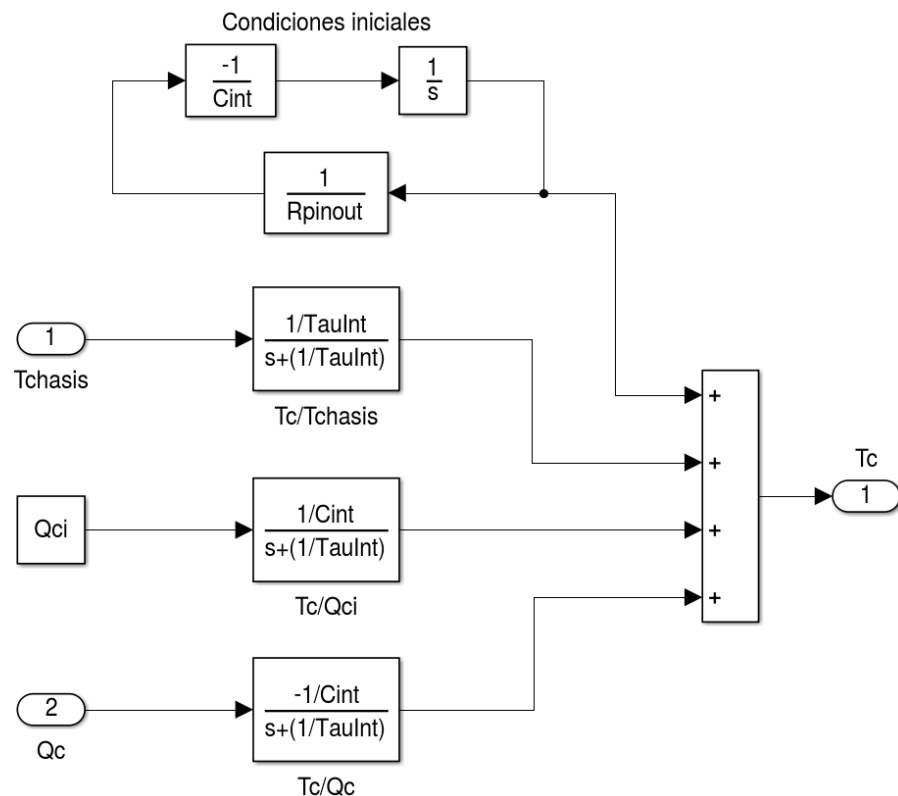 Condiciones iniciales
-1
Cint
1
s
1
Rpinout
1
Tchasis
1/TauInt
s+(1/TauInt)
Tc/Tchasis
+
+
Tc
1
Qci
1/Cint
s+(1/TauInt)
Tc/Qci
+
+
2
Qc
-1/Cint
s+(1/TauInt)
Tc/Qc